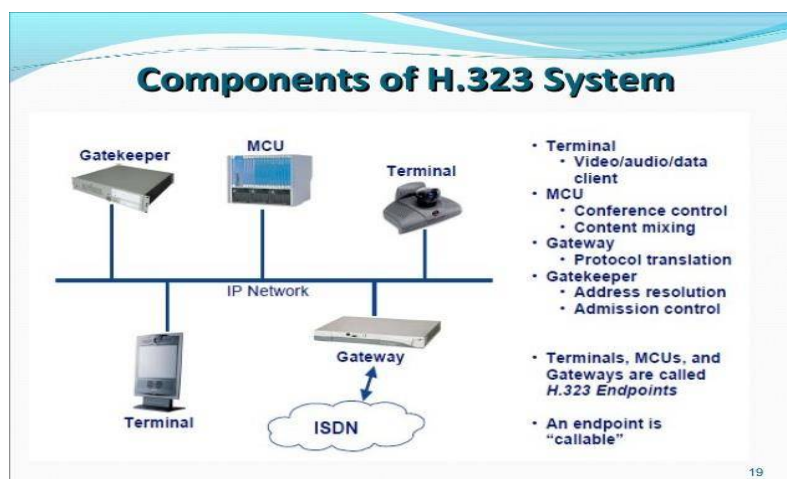 Components of H.323 System
Gatekeeper
MCU
Terminal
IP Network
Terminal
Gateway
ISDN
• Terminal
• Video/audio/data
client
• MCU
• Conference control
• Content mixing
• Gateway
• Protocol translation
• Gatekeeper
• Address resolution
• Admission control
• Terminals, MCUs, and
Gateways are called
H.323 Endpoints
• An endpoint is
“callable”
19